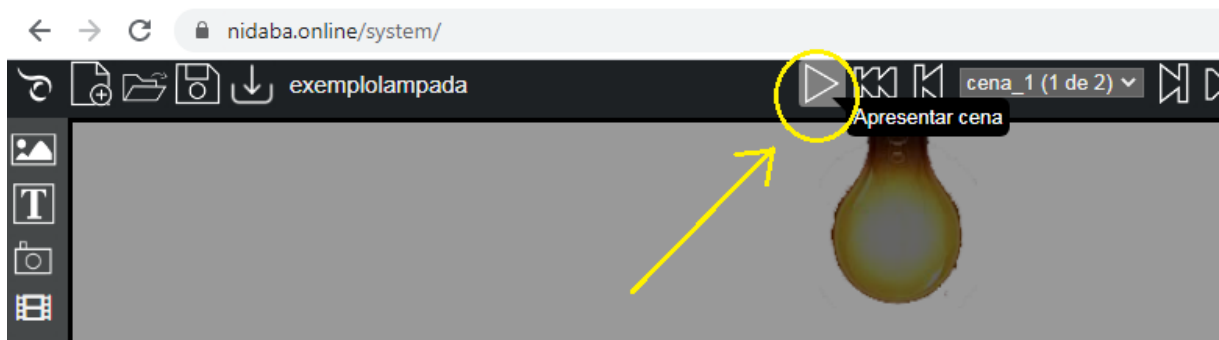 nidaba.online/system/
exemplolampada
cena_1 (1 de 2)
Apresentar cena
T